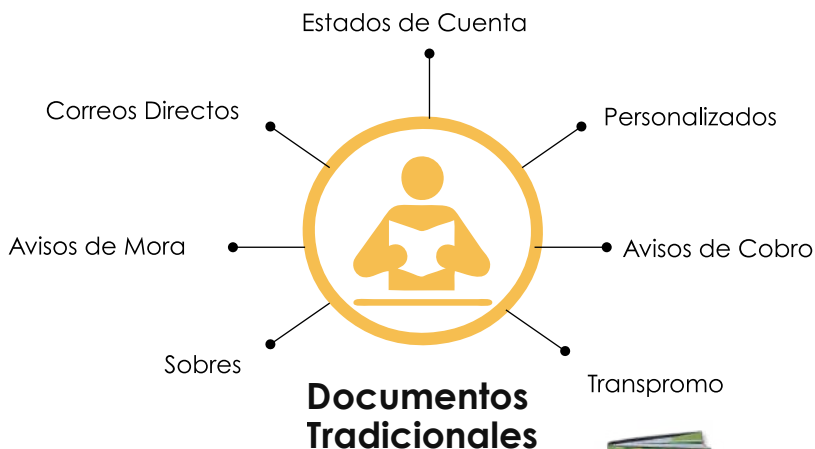 Estados de Cuenta
Correos Directos
Personalizados
Avisos de Mora
Avisos de Cobro
Sobres
Transpromo
Documentos
Tradicionales